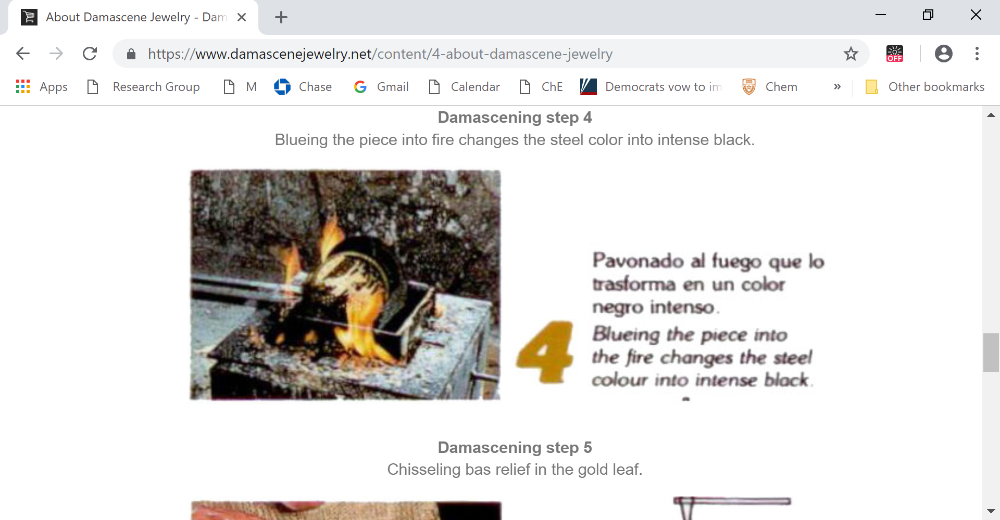 About Damascene Jewelry - Dam
https://www.damascenejewelry.net/content/4-about-damascene-jewelry
OFF
Apps Research Group M Chase Gmail Calendar ChE Democrats vow to im Chem » Other bookmarks
Damascening step 4
Blueing the piece into fire changes the steel color into intense black.
Pavonado al fuego que lo
trasforma en un color
negro intenso.
4
Blueing the piece into
the fire changes the steel
colour into intense black.
Damascening step 5
Chisseling bas relief in the gold leaf.